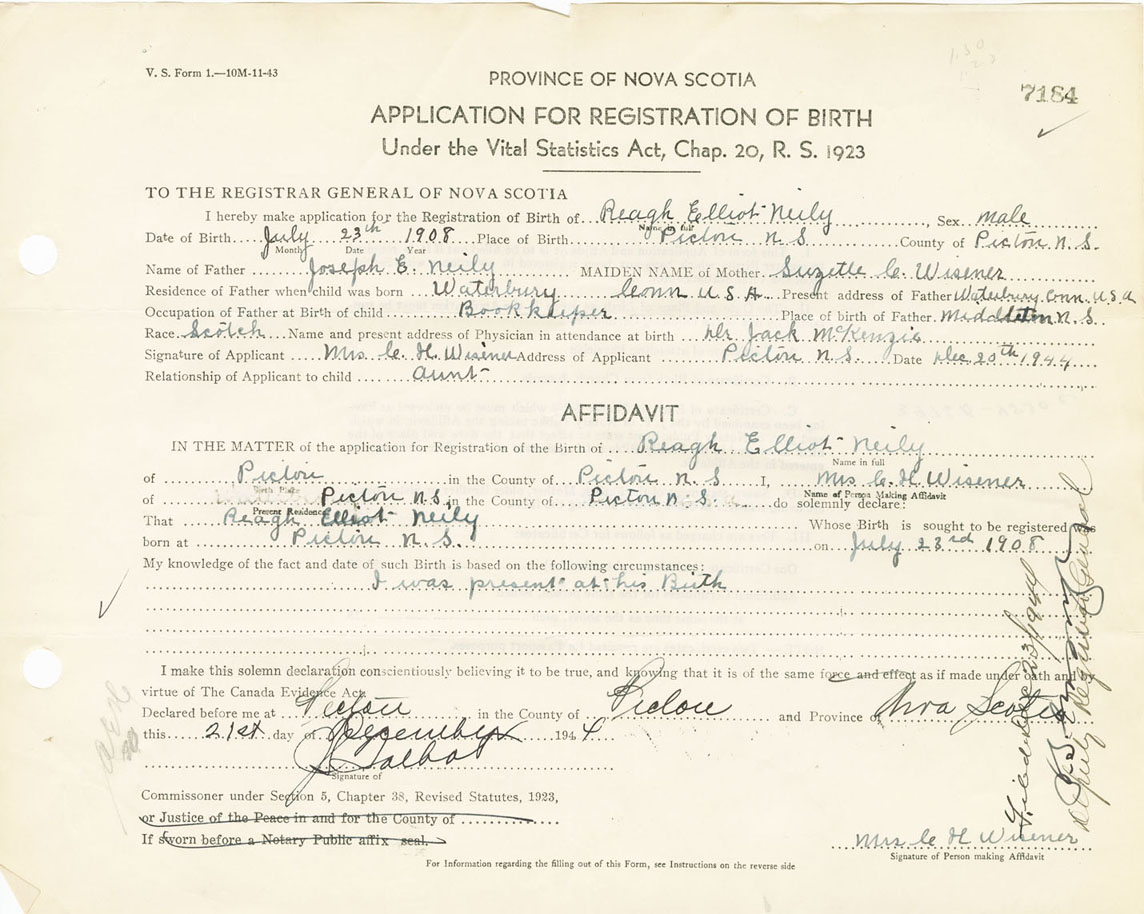 V. S. Form 1.—10M-11-43
PROVINCE OF NOVA SCOTIA
7184
APPLICATION FOR REGISTRATION OF BIRTH
Under the Vital Statistics Act, Chap. 20, R. S. 1923
TO THE REGISTRAR GENERAL OF NOVA SCOTIA
I hereby make application for the Registration of Birth of Reagh Elliot Neily, Sex male
Name in full
Date of Birth July 23th 1908 Place of Birth Pictou N. S. County of Pictou N. S.
Month Date Year
Name of Father Joseph E. Neily MAIDEN NAME of Mother Suzette C. Wisener
Residence of Father when child was born Waterbury Conn U S A Present address of Father Waterbury Conn. U.S.A
Occupation of Father at Birth of child Bookkeeper Place of birth of Father Middleton N. S.
Race Scotch Name and present address of Physician in attendance at birth Dr Jack McKenzie
Signature of Applicant Mrs C. H Wisener Address of Applicant Pictou N. S. Date Dec 20th 1944
Relationship of Applicant to child aunt
AFFIDAVIT
IN THE MATTER of the application for Registration of the Birth of Reagh Elliot Neily
Name in full
of Pictou in the County of Pictou N. S I, Mrs C. H Wisener
Birth Place Name of Person Making Affidavit
of Pictou N.S. in the County of Pictou N. S. do solemnly declare:
Present Residence
That Reagh Elliot Neily Whose Birth is sought to be registered was
born at Pictou N. S. on July 23rd 1908
My knowledge of the fact and date of such Birth is based on the following circumstances:
I was present at his Birth
I make this solemn declaration conscientiously believing it to be true, and knowing that it is of the same force and effect as if made under oath and by
virtue of The Canada Evidence Act.
Declared before me at Pictou in the County of Pictou and Province of Nova Scotia
this 21st day of December 1944
J Talbot
Signature of
Commissoner under Section 5, Chapter 38, Revised Statutes, 1923,
or Justice of the Peace in and for the County of
If sworn before a Notary Public affix seal.
Mrs C H Wisener
Signature of Person making Affidavit
For Information regarding the filling out of this Form, see Instructions on the reverse side
Filed Dec 23/1944
Deputy Registrar General